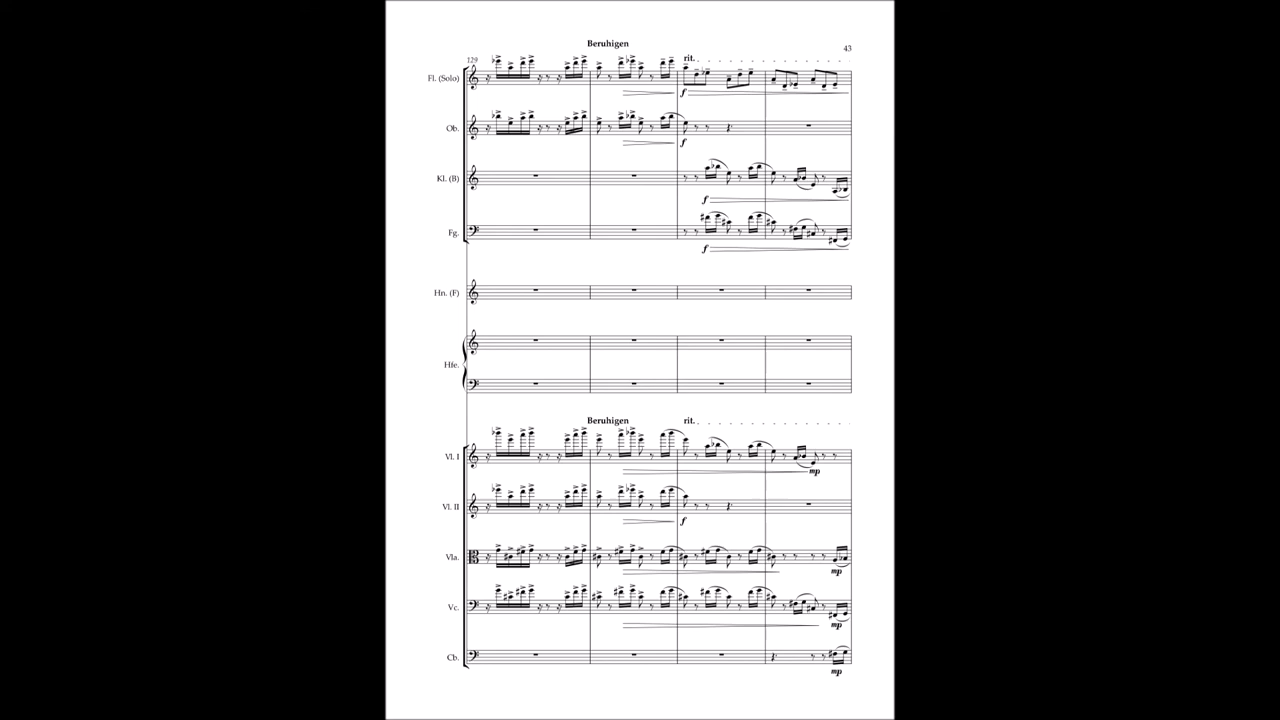 Beruhigen
43
129
rit.
Fl. (Solo)
f
Ob.
f
Kl. (B)
f
Fg.
f
Hn. (F)
Hfe.
Beruhigen
rit.
Vl. I
mp
Vl. II
f
Vla.
mp
Vc.
mp
Cb.
mp